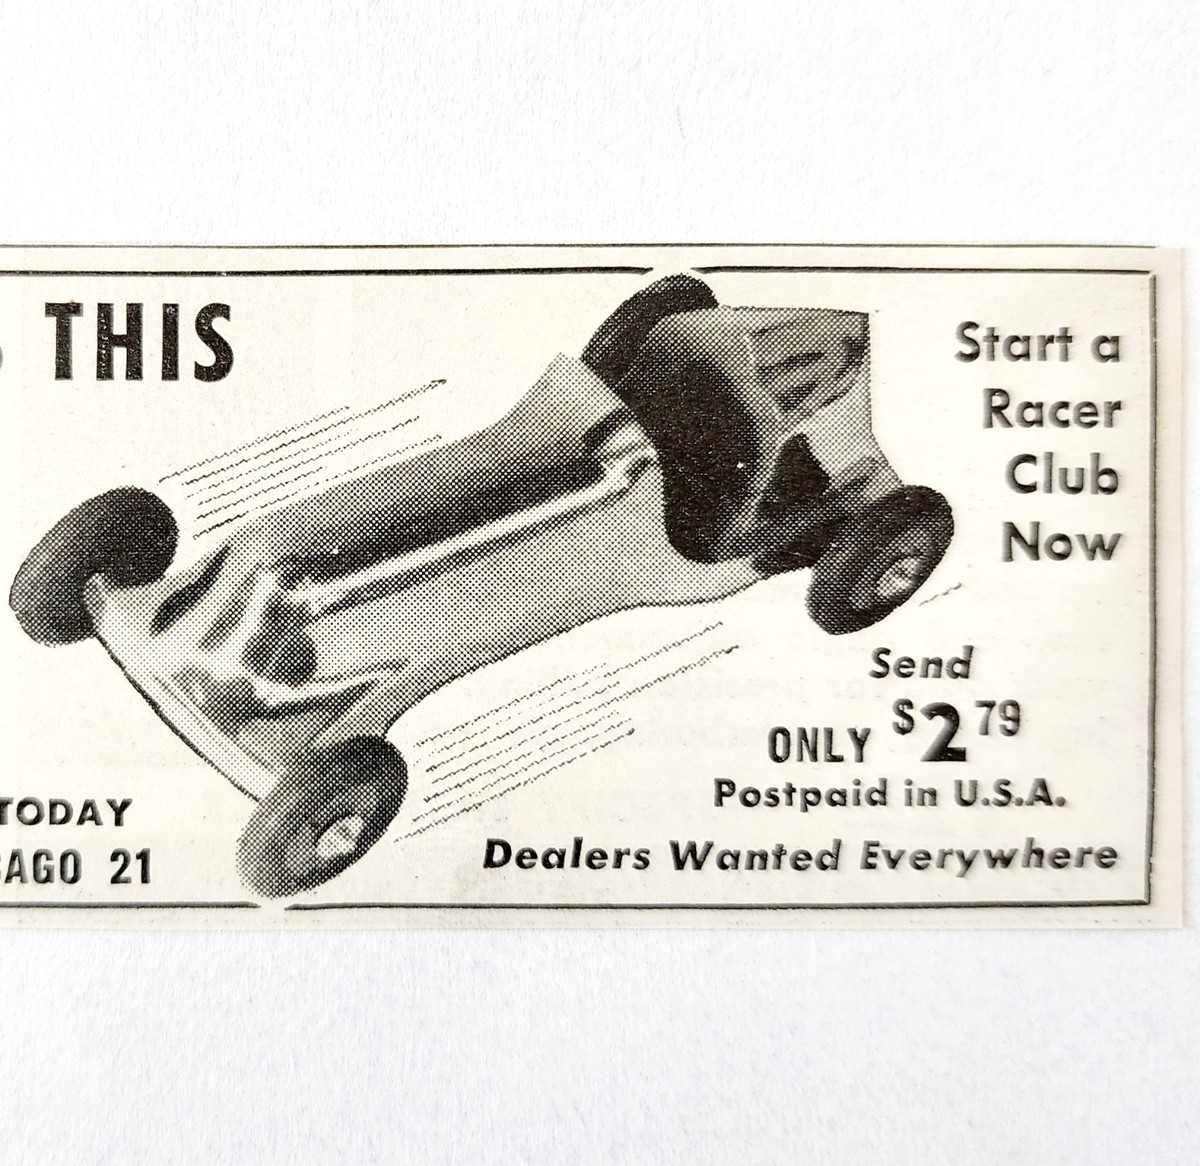 THIS
Start a
Racer
Club
Now
Send
ONLY $2 79
Postpaid in U.S.A.
TODAY
AGO 21
Dealers Wanted Everywhere